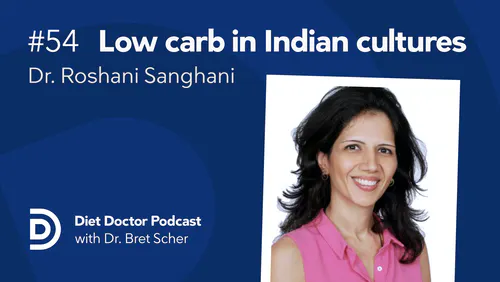 #54 Low carb in Indian cultures
Dr. Roshani Sanghani
Diet Doctor Podcast
with Dr. Bret Scher